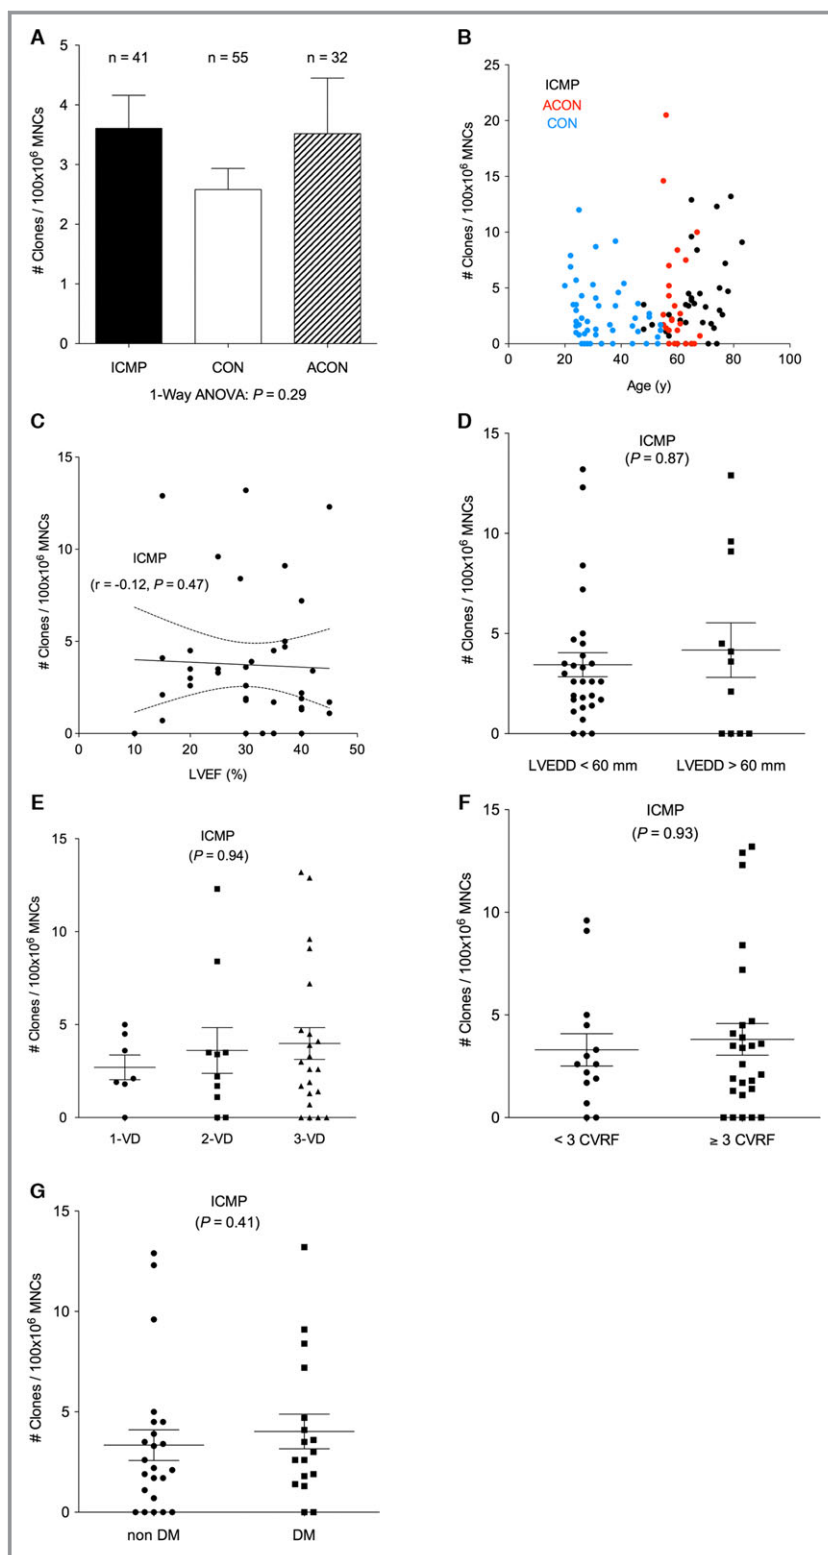 A
n = 41 n = 55 n = 32
# Clones / 100x10⁶ MNCs
5
4
3
2
1
0
ICMP CON ACON
1-Way ANOVA: P = 0.29
B
ICMP
ACON
CON
# Clones / 100x10⁶ MNCs
25
20
15
10
5
0
0 20 40 60 80 100
Age (y)
C
# Clones / 100x10⁶ MNCs
15
10
5
0
ICMP
(r = -0.12, P = 0.47)
0 10 20 30 40 50
LVEF (%)
D
ICMP
(P = 0.87)
# Clones / 100x10⁶ MNCs
15
10
5
0
LVEDD < 60 mm LVEDD > 60 mm
E
ICMP
(P = 0.94)
# Clones / 100x10⁶ MNCs
15
10
5
0
1-VD 2-VD 3-VD
F
ICMP
(P = 0.93)
# Clones / 100x10⁶ MNCs
15
10
5
0
< 3 CVRF ≥ 3 CVRF
G
ICMP
(P = 0.41)
# Clones / 100x10⁶ MNCs
15
10
5
0
non DM DM